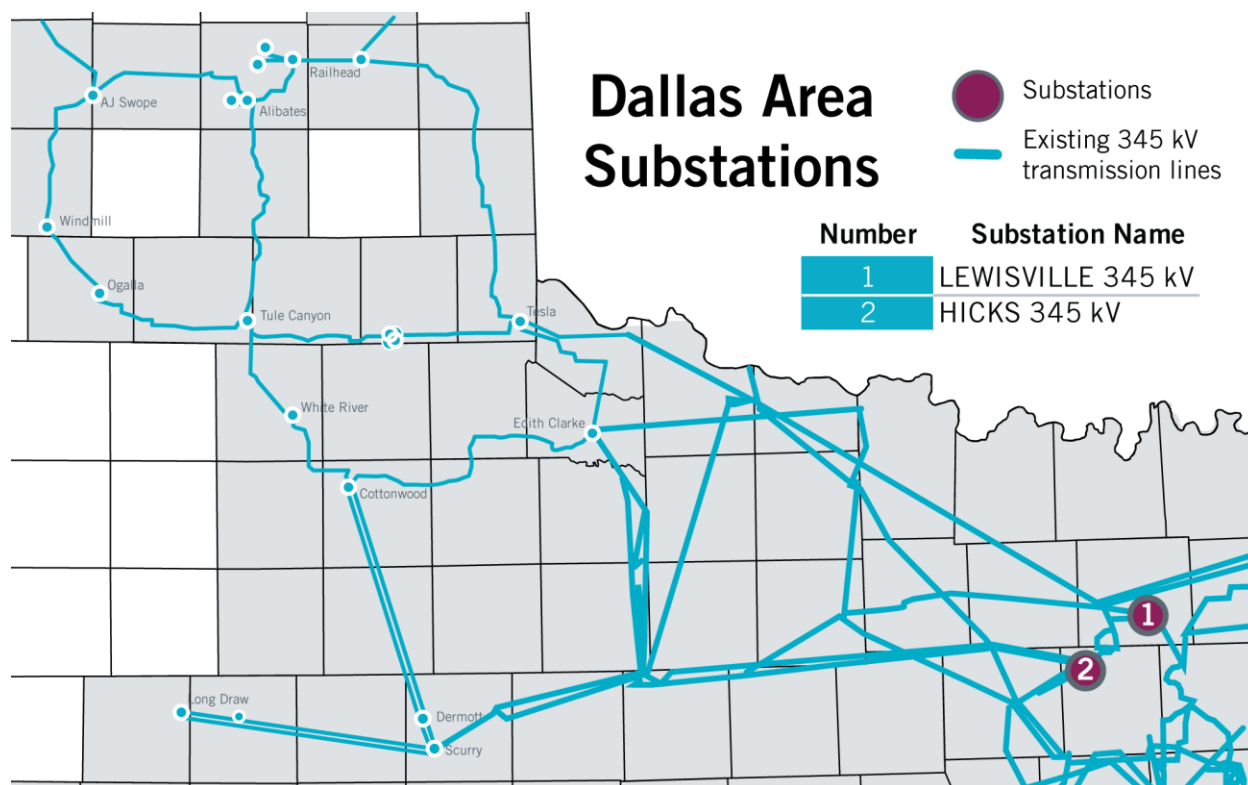 Dallas Area
Substations
Substations
Existing 345 kV
transmission lines
Number Substation Name
1 LEWISVILLE 345 kV
2 HICKS 345 kV
Railhead
AJ Swope
Alibates
Windmill
Ogalla
Tule Canyon
Tesla
White River
Edith Clarke
Cottonwood
1
2
Long Draw
Dermott
Scurry